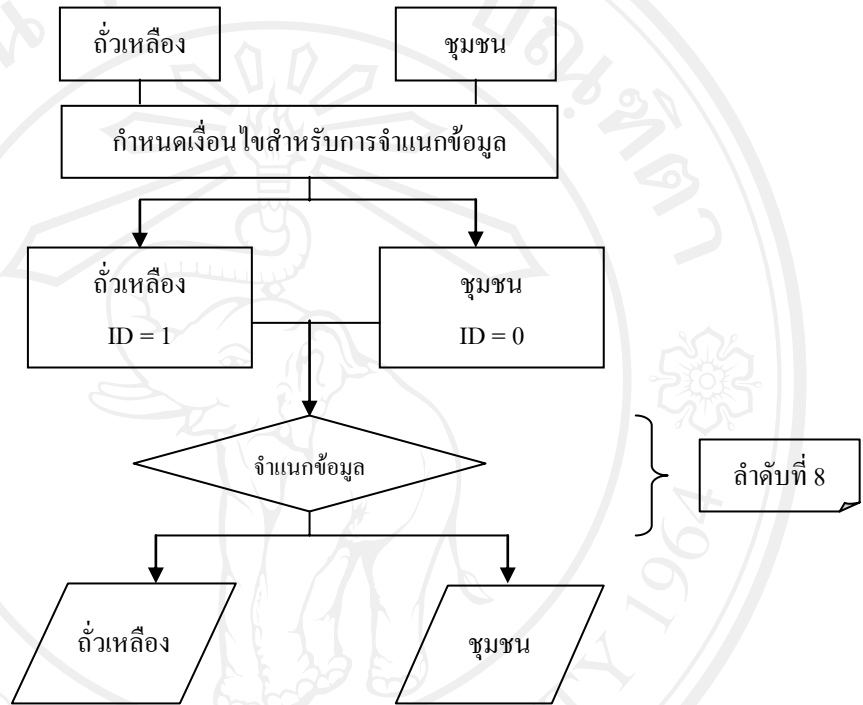 ถั่วเหลือง
ชุมชน
กำหนดเงื่อนไขสำหรับการจำแนกข้อมูล
ถั่วเหลือง
ID = 1
ชุมชน
ID = 0
จำแนกข้อมูล
ลำดับที่ 8
ถั่วเหลือง
ชุมชน